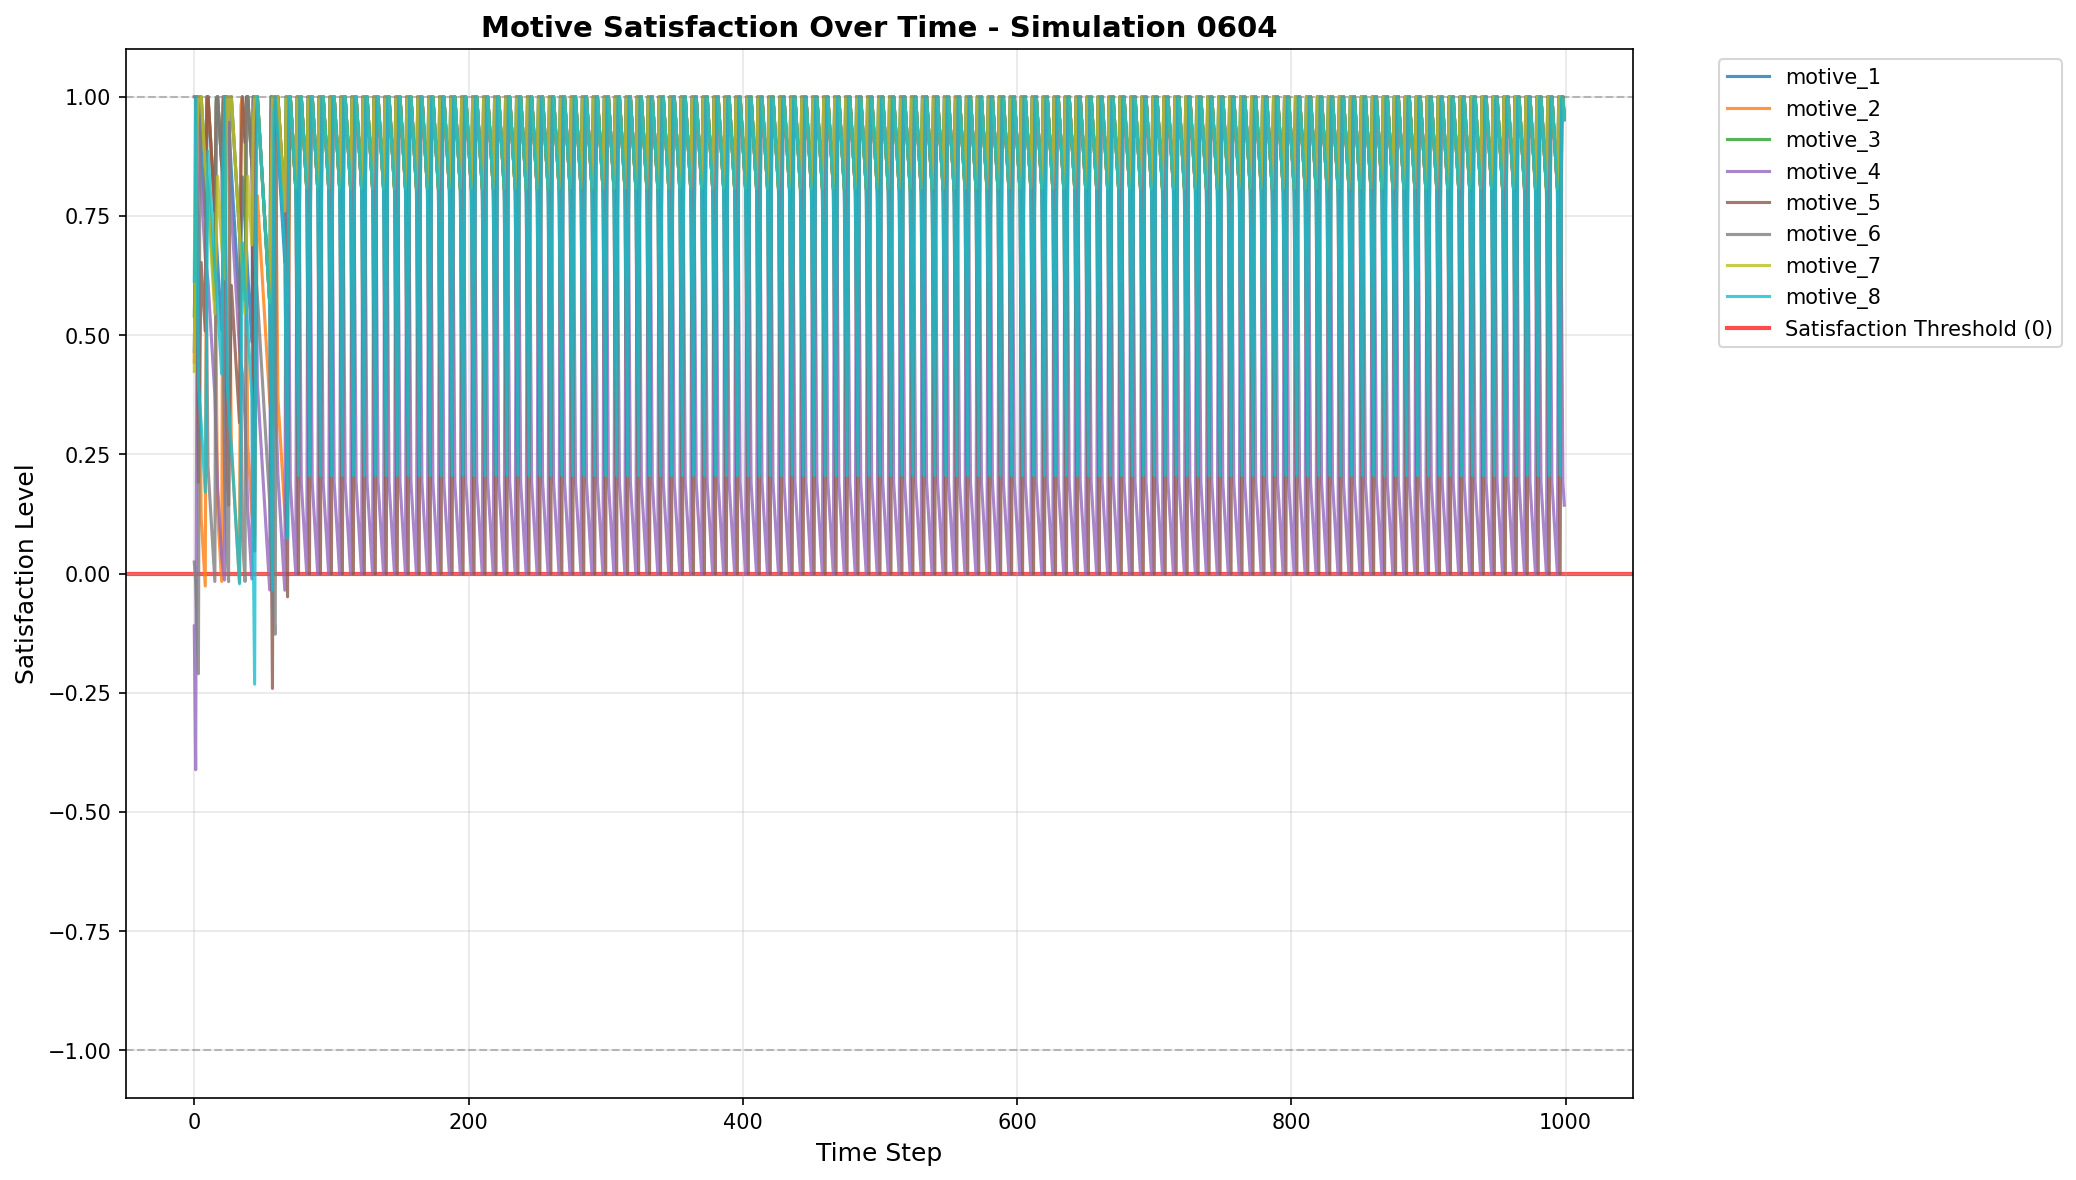 Motive Satisfaction Over Time - Simulation 0604
motive_1
motive_2
motive_3
motive_4
motive_5
motive_6
motive_7
motive_8
Satisfaction Threshold (0)
Satisfaction Level
1.00
0.75
0.50
0.25
0.00
−0.25
−0.50
−0.75
−1.00
0 200 400 600 800 1000
Time Step